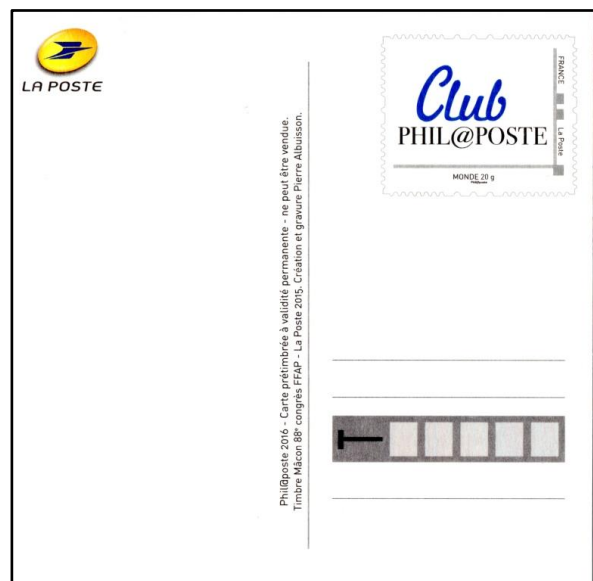 LA POSTE
Club
PHIL@POSTE
FRANCE
La Poste
MONDE 20 g
Phil@poste 2016 - Carte prétimbrée à validité permanente - ne peut être vendue.
Timbre Mâcon 88e congrès FFAP - La Poste 2015. Création et gravure Pierre Albuisson.